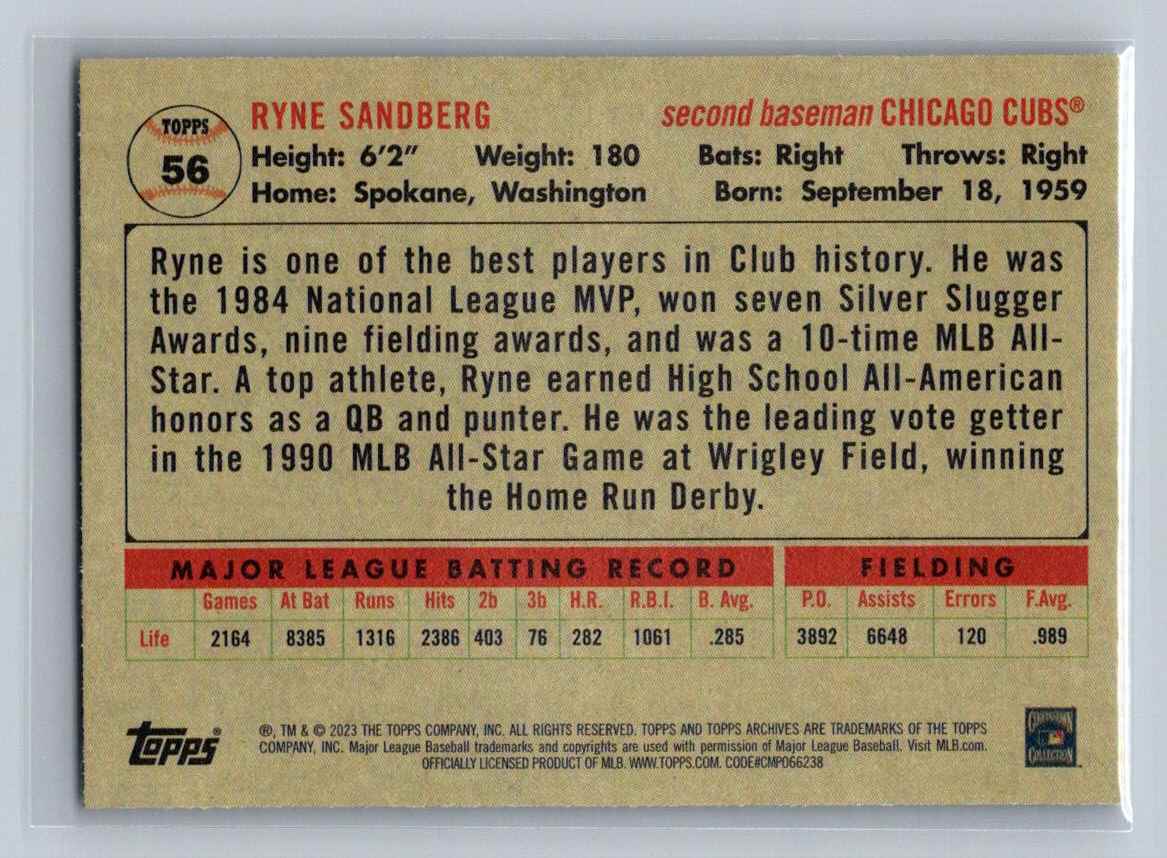 TOPPS
56
RYNE SANDBERG
second baseman CHICAGO CUBS®
Height: 6'2" Weight: 180 Bats: Right Throws: Right
Home: Spokane, Washington Born: September 18, 1959
Ryne is one of the best players in Club history. He was
the 1984 National League MVP, won seven Silver Slugger
Awards, nine fielding awards, and was a 10-time MLB All-
Star. A top athlete, Ryne earned High School All-American
honors as a QB and punter. He was the leading vote getter
in the 1990 MLB All-Star Game at Wrigley Field, winning
the Home Run Derby.
MAJOR LEAGUE BATTING RECORD FIELDING
Games At Bat Runs Hits 2b 3b H.R. R.B.I. B. Avg. P.O. Assists Errors F.Avg.
Life 2164 8385 1316 2386 403 76 282 1061 .285 3892 6648 120 .989
topps®
®, TM & © 2023 THE TOPPS COMPANY, INC. ALL RIGHTS RESERVED. TOPPS AND TOPPS ARCHIVES ARE TRADEMARKS OF THE TOPPS
COMPANY, INC. Major League Baseball trademarks and copyrights are used with permission of Major League Baseball. Visit MLB.com.
OFFICIALLY LICENSED PRODUCT OF MLB. WWW.TOPPS.COM. CODE#CMP066238
COOPERSTOWN
COLLECTION